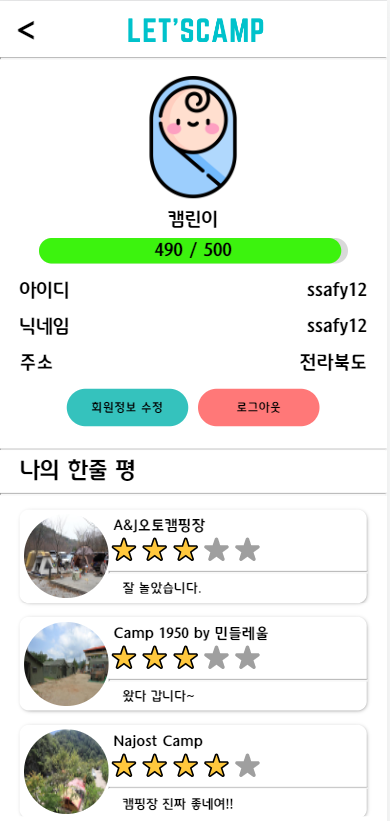 <
LET'SCAMP
캠린이
490 / 500
아이디 ssafy12
닉네임 ssafy12
주소 전라북도
회원정보 수정 로그아웃
나의 한줄 평
A&J오토캠핑장
잘 놀았습니다.
Camp 1950 by 민들레울
왔다 갑니다~
Najost Camp
캠핑장 진짜 좋네여!!